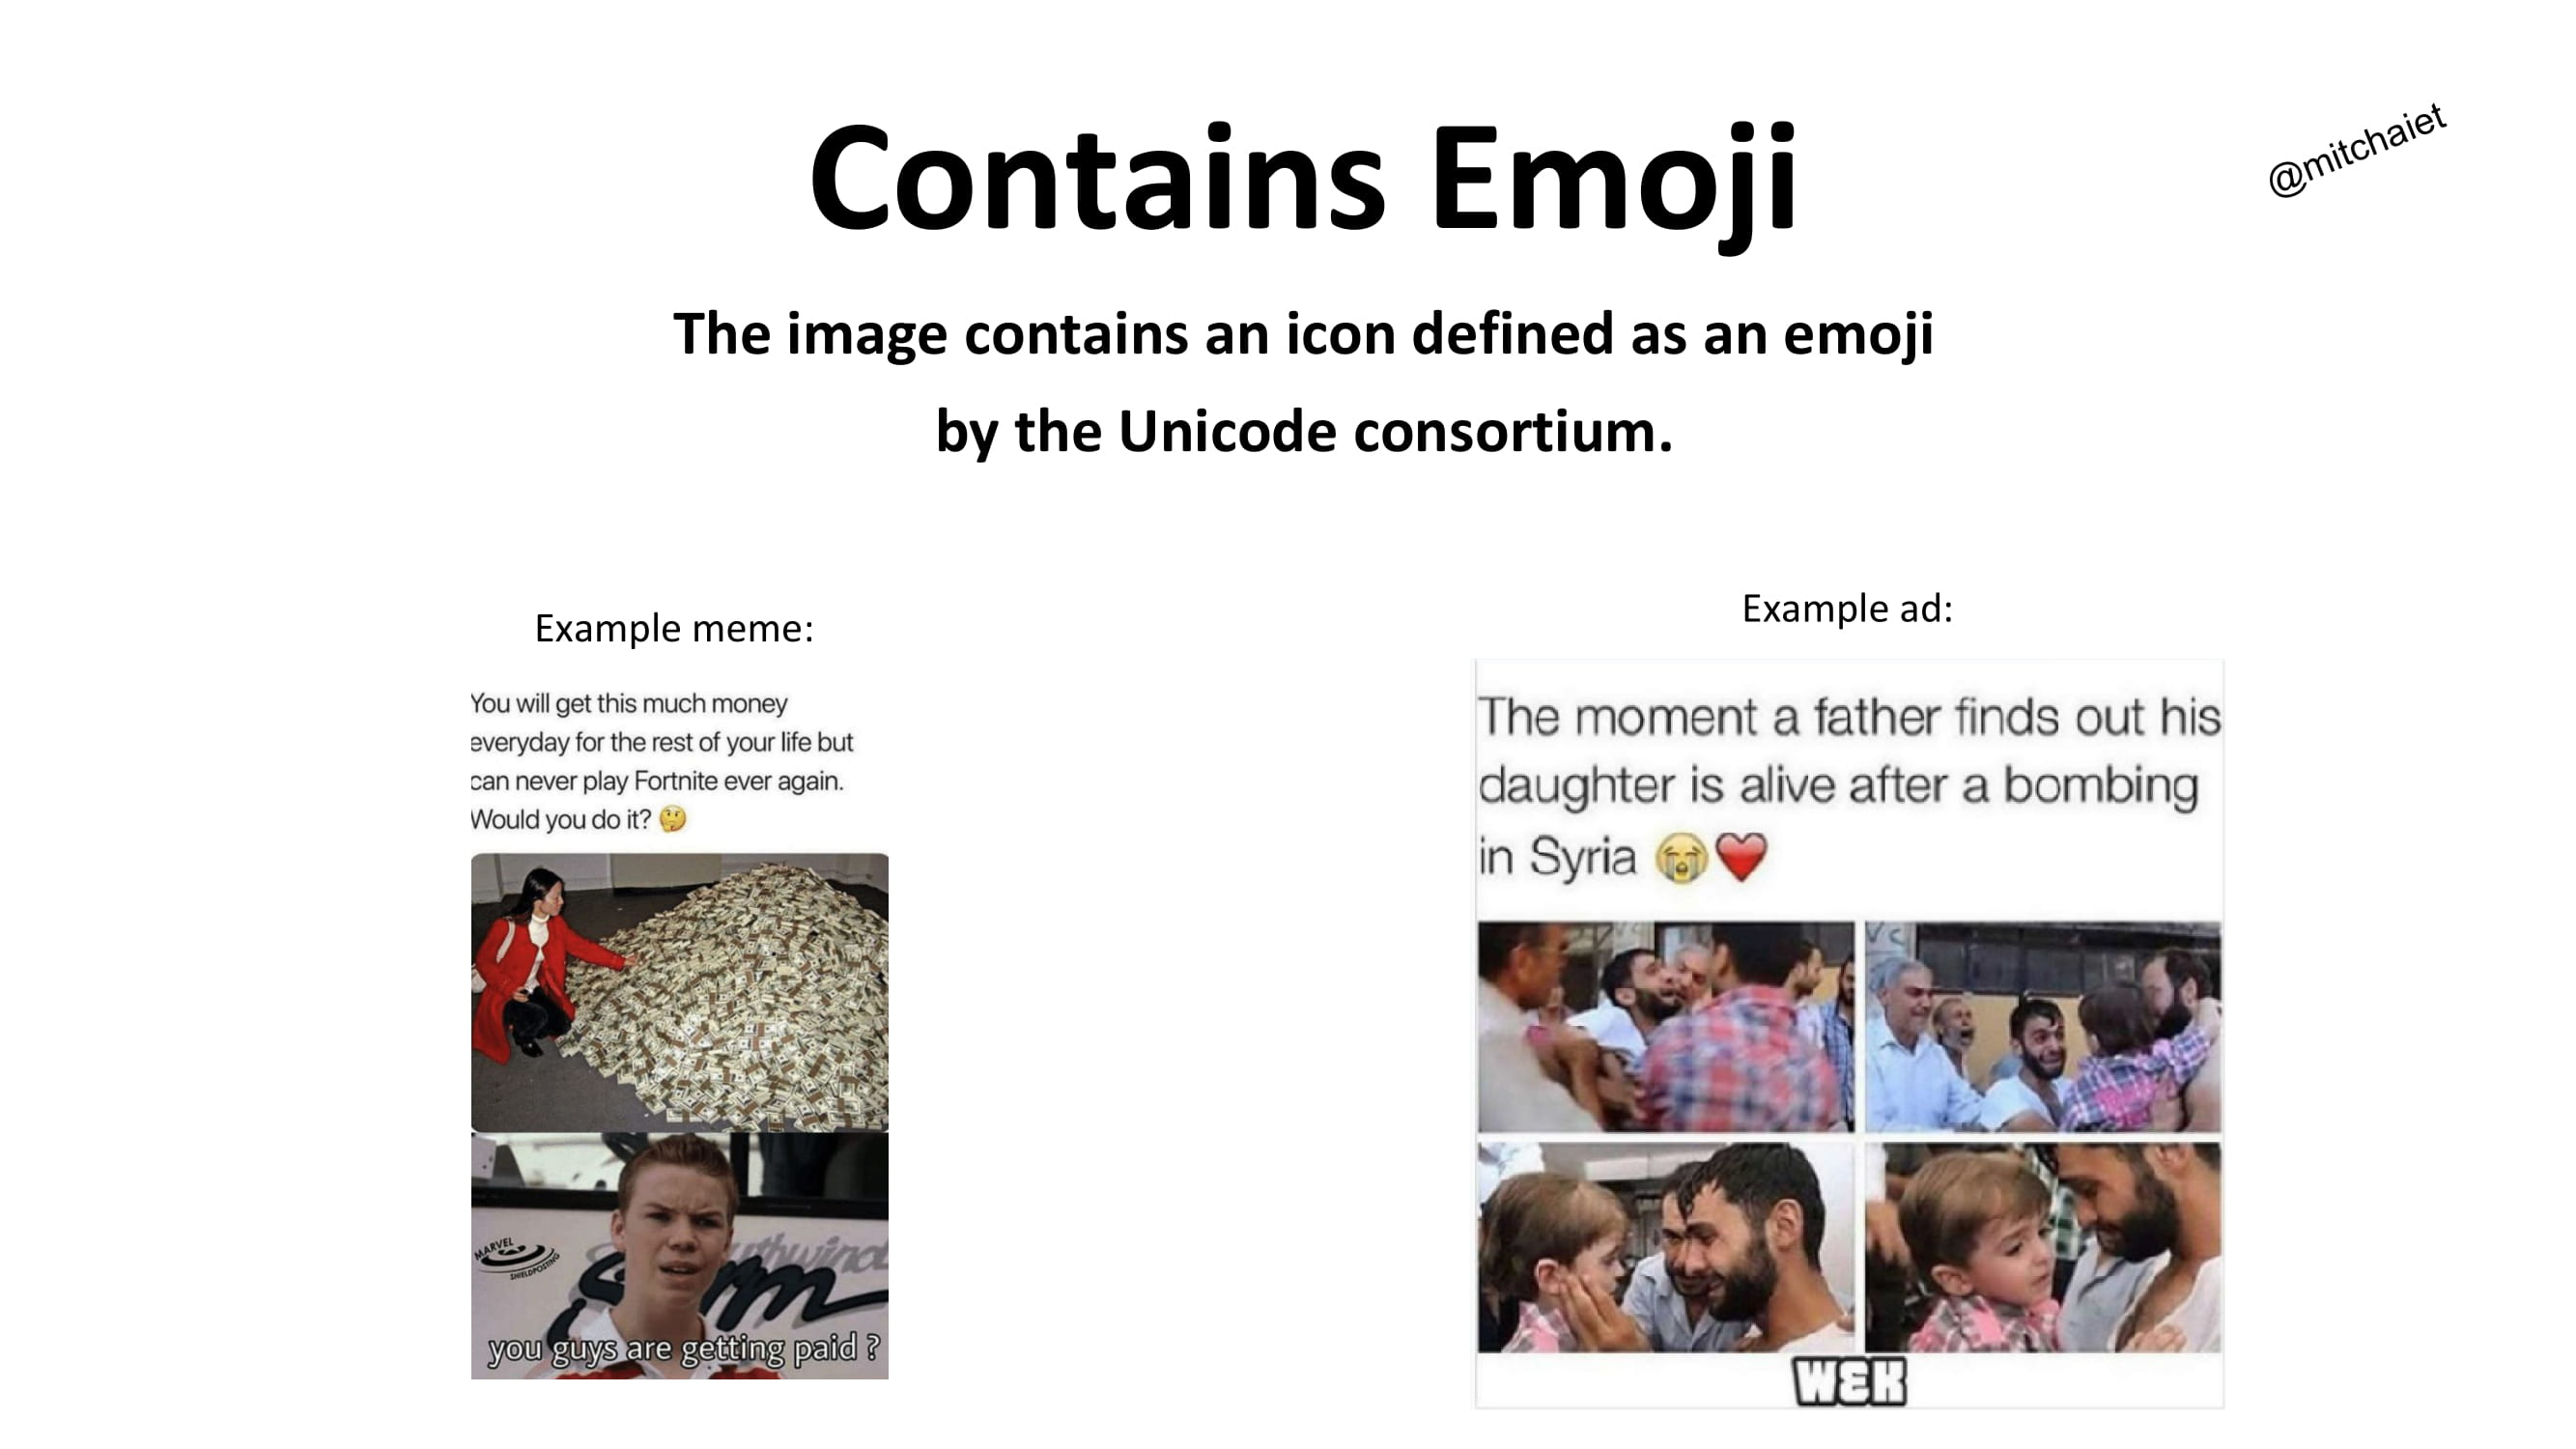 Contains Emoji
@mitchaiet
The image contains an icon defined as an emoji
by the Unicode consortium.
Example meme:
You will get this much money
everyday for the rest of your life but
can never play Fortnite ever again.
Would you do it? 🤔
MARVEL
SHIELDPOSTING
you guys are getting paid ?
Example ad:
The moment a father finds out his
daughter is alive after a bombing
in Syria 😭❤️
W&K